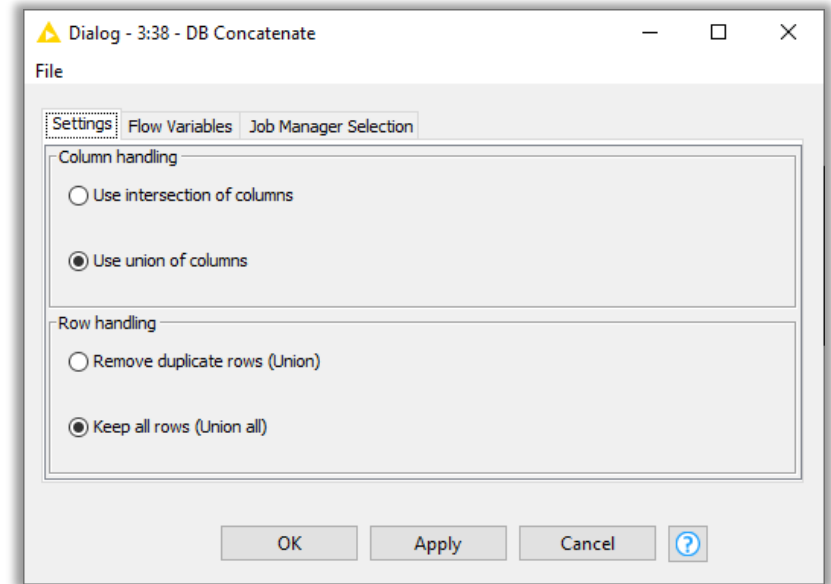 Dialog - 3:38 - DB Concatenate
File
Settings Flow Variables Job Manager Selection
Column handling
Use intersection of columns
Use union of columns
Row handling
Remove duplicate rows (Union)
Keep all rows (Union all)
OK Apply Cancel ?